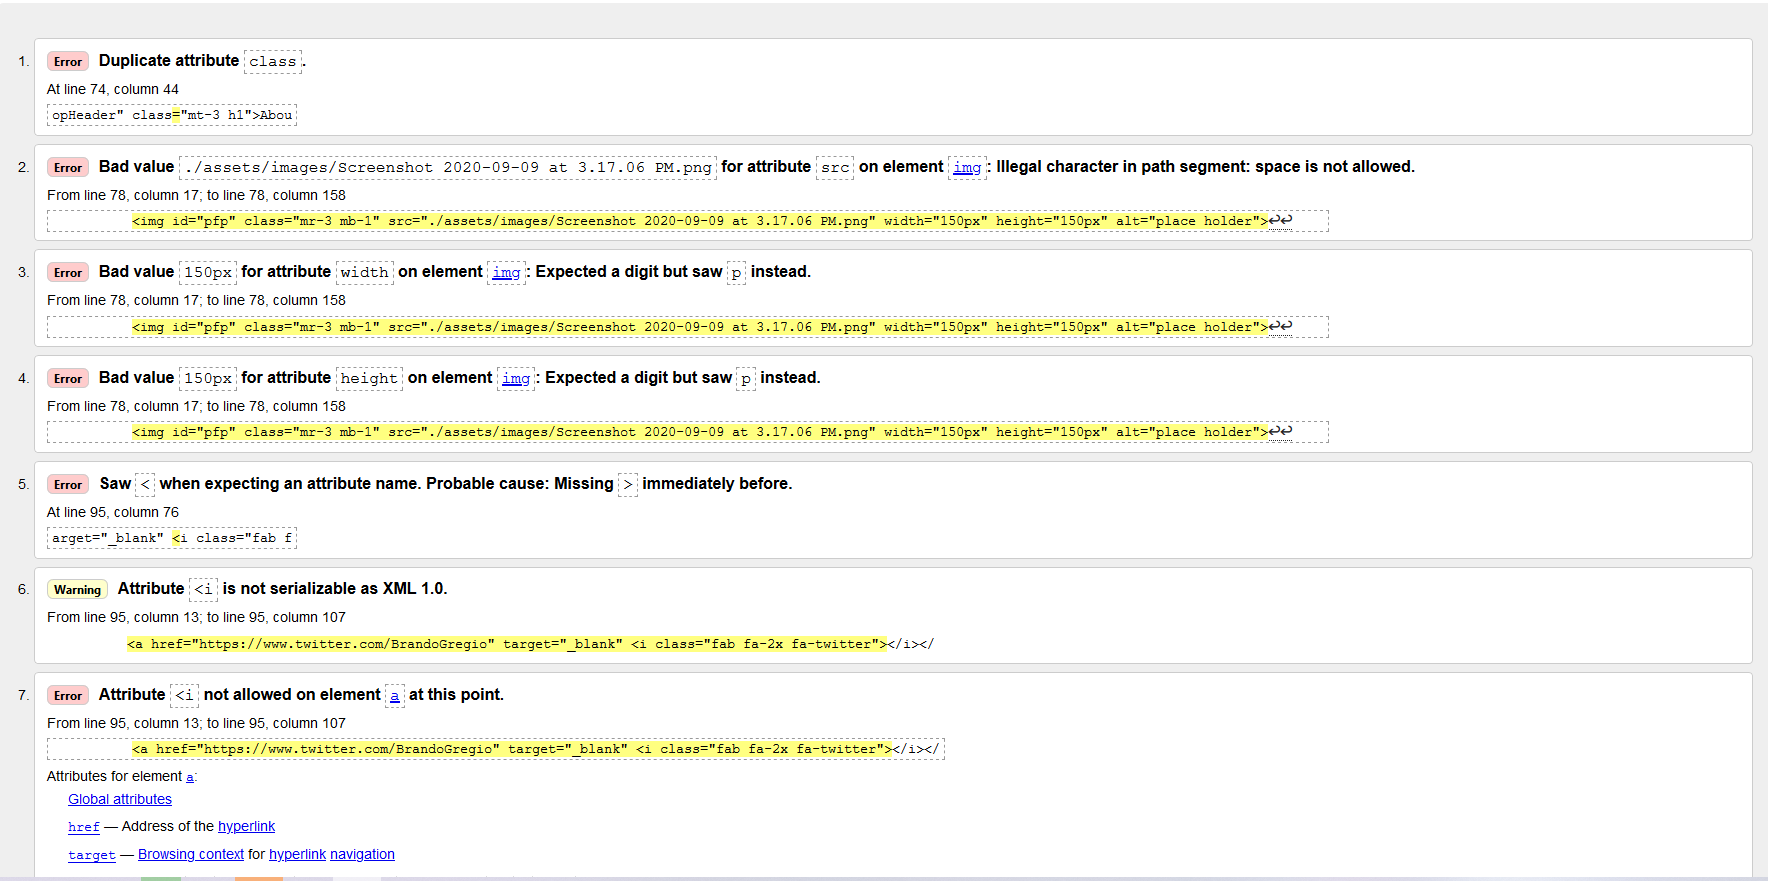 1. Error Duplicate attribute class.
At line 74, column 44
opHeader" class="mt-3 h1">Abou
2. Error Bad value ./assets/images/Screenshot 2020-09-09 at 3.17.06 PM.png for attribute src on element img: Illegal character in path segment: space is not allowed.
From line 78, column 17; to line 78, column 158
<img id="pfp" class="mr-3 mb-1" src="./assets/images/Screenshot 2020-09-09 at 3.17.06 PM.png" width="150px" height="150px" alt="place holder">↩↩
3. Error Bad value 150px for attribute width on element img: Expected a digit but saw p instead.
From line 78, column 17; to line 78, column 158
<img id="pfp" class="mr-3 mb-1" src="./assets/images/Screenshot 2020-09-09 at 3.17.06 PM.png" width="150px" height="150px" alt="place holder">↩↩
4. Error Bad value 150px for attribute height on element img: Expected a digit but saw p instead.
From line 78, column 17; to line 78, column 158
<img id="pfp" class="mr-3 mb-1" src="./assets/images/Screenshot 2020-09-09 at 3.17.06 PM.png" width="150px" height="150px" alt="place holder">↩↩
5. Error Saw < when expecting an attribute name. Probable cause: Missing > immediately before.
At line 95, column 76
arget="_blank" <i class="fab f
6. Warning Attribute <i is not serializable as XML 1.0.
From line 95, column 13; to line 95, column 107
<a href="https://www.twitter.com/BrandoGregio" target="_blank" <i class="fab fa-2x fa-twitter"></i></
7. Error Attribute <i not allowed on element a at this point.
From line 95, column 13; to line 95, column 107
<a href="https://www.twitter.com/BrandoGregio" target="_blank" <i class="fab fa-2x fa-twitter"></i></
Attributes for element a:
Global attributes
href — Address of the hyperlink
target — Browsing context for hyperlink navigation